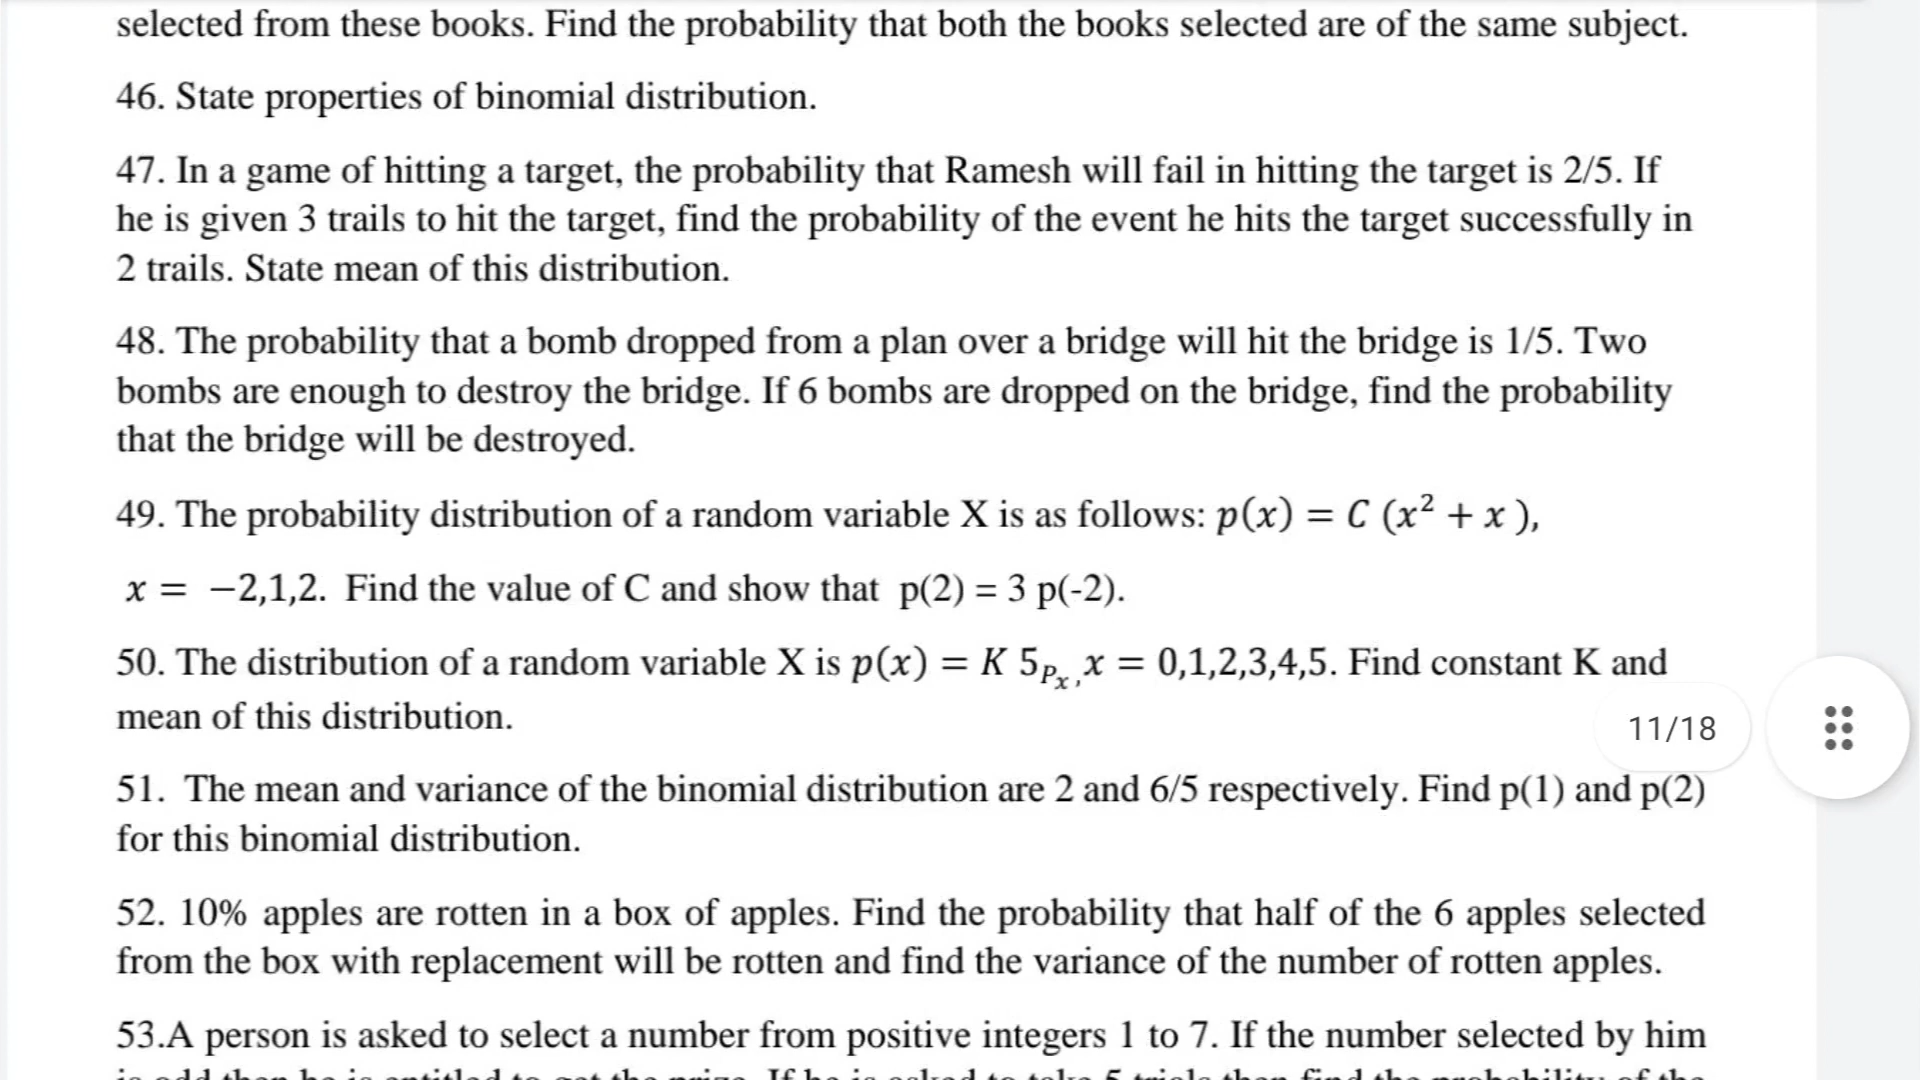 selected from these books. Find the probability that both the books selected are of the same subject.
46. State properties of binomial distribution.
47. In a game of hitting a target, the probability that Ramesh will fail in hitting the target is 2/5. If
he is given 3 trails to hit the target, find the probability of the event he hits the target successfully in
2 trails. State mean of this distribution.
48. The probability that a bomb dropped from a plan over a bridge will hit the bridge is 1/5. Two
bombs are enough to destroy the bridge. If 6 bombs are dropped on the bridge, find the probability
that the bridge will be destroyed.
49. The probability distribution of a random variable X is as follows: p(x) = C (x² + x ),
x = −2,1,2. Find the value of C and show that p(2) = 3 p(-2).
50. The distribution of a random variable X is p(x) = K 5Pₓ, x = 0,1,2,3,4,5. Find constant K and
mean of this distribution.
11/18
51. The mean and variance of the binomial distribution are 2 and 6/5 respectively. Find p(1) and p(2)
for this binomial distribution.
52. 10% apples are rotten in a box of apples. Find the probability that half of the 6 apples selected
from the box with replacement will be rotten and find the variance of the number of rotten apples.
53.A person is asked to select a number from positive integers 1 to 7. If the number selected by him